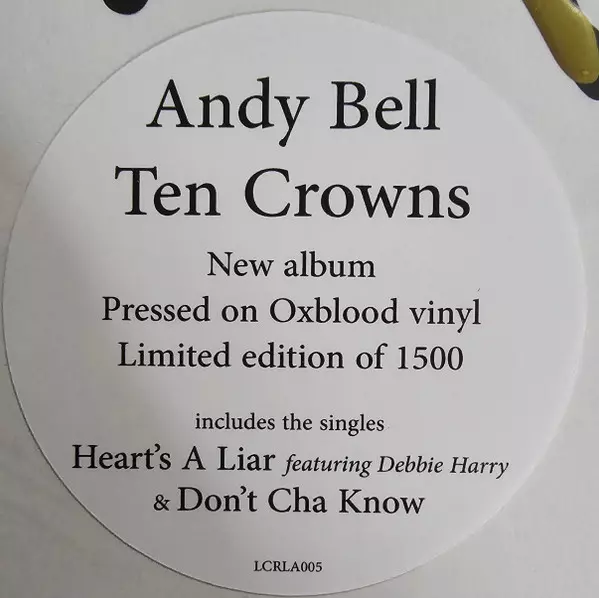 Andy Bell
Ten Crowns
New album
Pressed on Oxblood vinyl
Limited edition of 1500
includes the singles
Heart's A Liar featuring Debbie Harry
& Don't Cha Know
LCRLA005